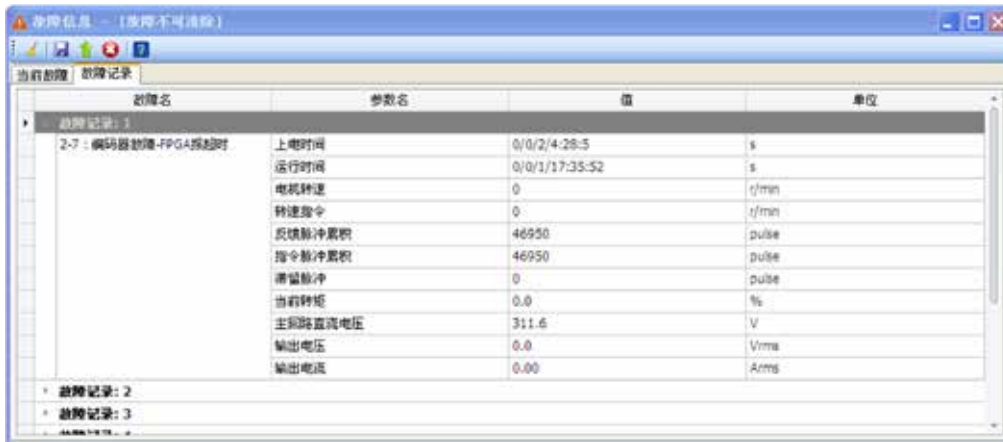 故障信息 - [故障不可清除]
当前故障 故障记录
故障名 参数名 值 单位
故障记录: 1
2-7：编码器故障-FPGA报超时 上电时间 0/0/2/4:28:5 s
运行时间 0/0/1/17:35:52 s
电机转速 0 r/min
转速指令 0 r/min
反馈脉冲累积 46950 pulse
指令脉冲累积 46950 pulse
滞留脉冲 0 pulse
当前转矩 0.0 %
主回路直流电压 311.6 V
输出电压 0.0 Vrms
输出电流 0.00 Arms
故障记录: 2
故障记录: 3